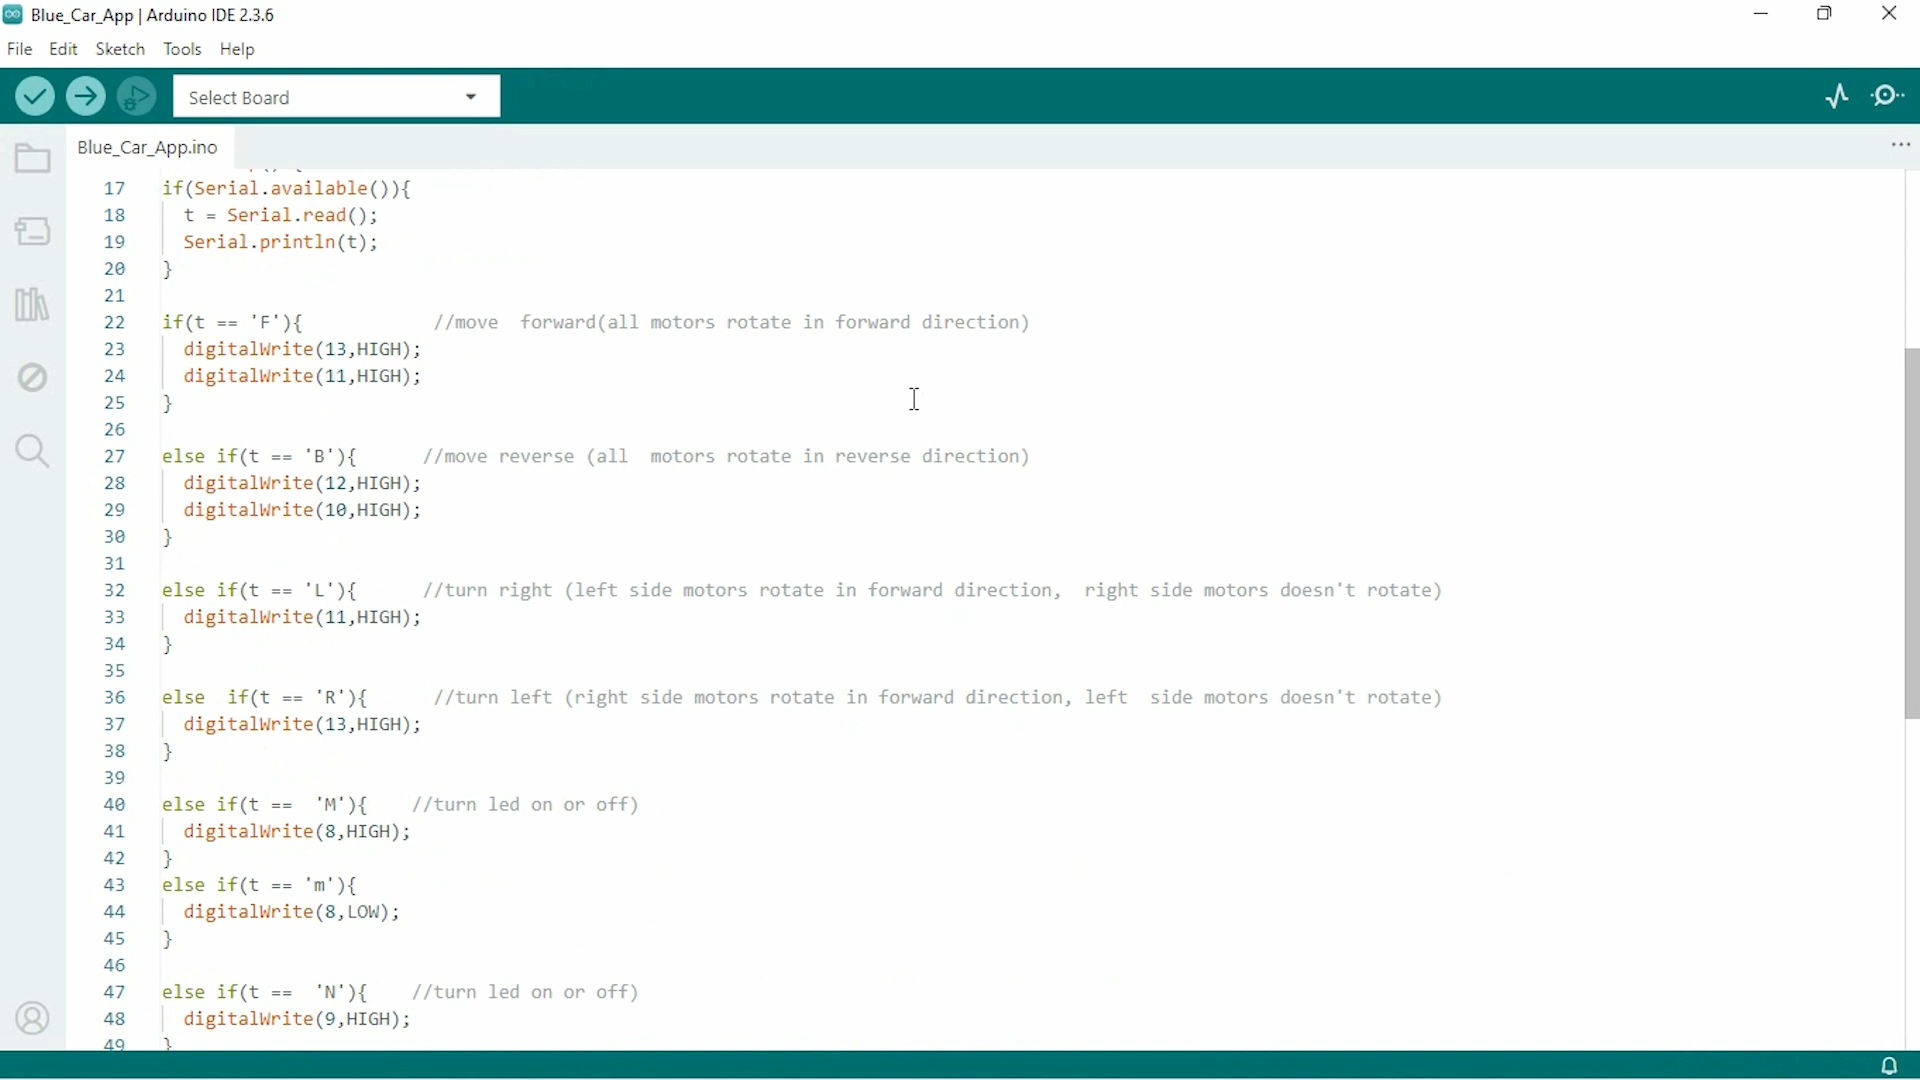 Blue_Car_App | Arduino IDE 2.3.6
File Edit Sketch Tools Help
Select Board
Blue_Car_App.ino
17 if(Serial.available()){
18 t = Serial.read();
19 Serial.println(t);
20 }
21
22 if(t == 'F'){ //move  forward(all motors rotate in forward direction)
23 digitalWrite(13,HIGH);
24 digitalWrite(11,HIGH);
25 }
26
27 else if(t == 'B'){ //move reverse (all  motors rotate in reverse direction)
28 digitalWrite(12,HIGH);
29 digitalWrite(10,HIGH);
30 }
31
32 else if(t == 'L'){ //turn right (left side motors rotate in forward direction,  right side motors doesn't rotate)
33 digitalWrite(11,HIGH);
34 }
35
36 else  if(t == 'R'){ //turn left (right side motors rotate in forward direction, left  side motors doesn't rotate)
37 digitalWrite(13,HIGH);
38 }
39
40 else if(t ==  'M'){ //turn led on or off)
41 digitalWrite(8,HIGH);
42 }
43 else if(t == 'm'){
44 digitalWrite(8,LOW);
45 }
46
47 else if(t ==  'N'){ //turn led on or off)
48 digitalWrite(9,HIGH);
49 }